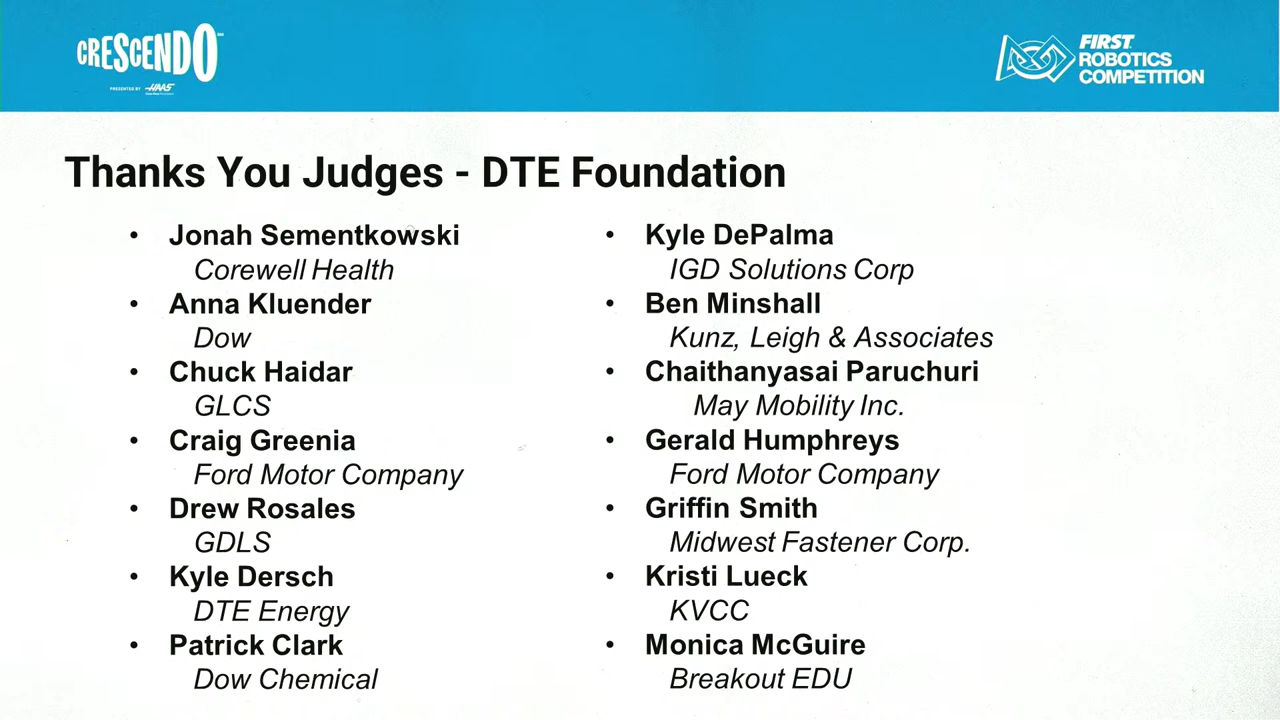 CRESCENDO
PRESENTED BY HAAS
FIRST
ROBOTICS
COMPETITION
Thanks You Judges - DTE Foundation
• Jonah Sementkowski
Corewell Health
• Anna Kluender
Dow
• Chuck Haidar
GLCS
• Craig Greenia
Ford Motor Company
• Drew Rosales
GDLS
• Kyle Dersch
DTE Energy
• Patrick Clark
Dow Chemical
• Kyle DePalma
IGD Solutions Corp
• Ben Minshall
Kunz, Leigh & Associates
• Chaithanyasai Paruchuri
May Mobility Inc.
• Gerald Humphreys
Ford Motor Company
• Griffin Smith
Midwest Fastener Corp.
• Kristi Lueck
KVCC
• Monica McGuire
Breakout EDU